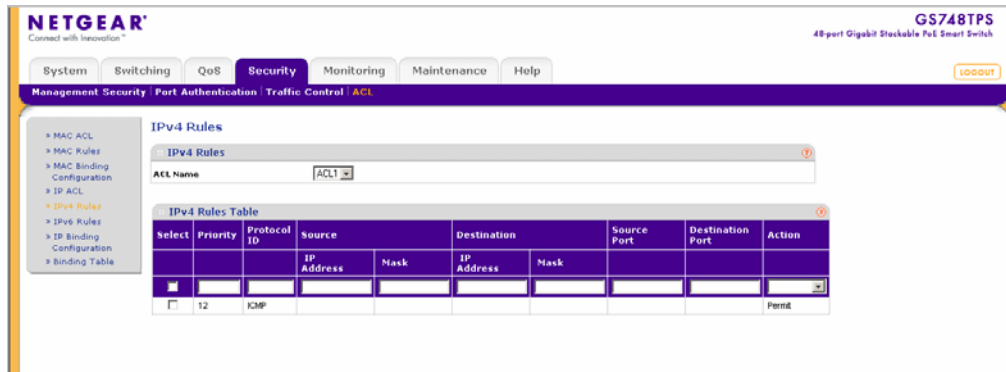 NETGEAR®
Connect with Innovation™
GS748TPS
48-port Gigabit Stackable PoE Smart Switch
System Switching QoS Security Monitoring Maintenance Help
LOGOUT
Management Security | Port Authentication | Traffic Control | ACL
» MAC ACL
» MAC Rules
» MAC Binding
Configuration
» IP ACL
» IPv4 Rules
» IPv6 Rules
» IP Binding
Configuration
» Binding Table
IPv4 Rules
IPv4 Rules
ACL Name ACL1
IPv4 Rules Table
Select Priority Protocol ID Source Destination Source Port Destination Port Action
IP Address Mask IP Address Mask
12 ICMP Permit